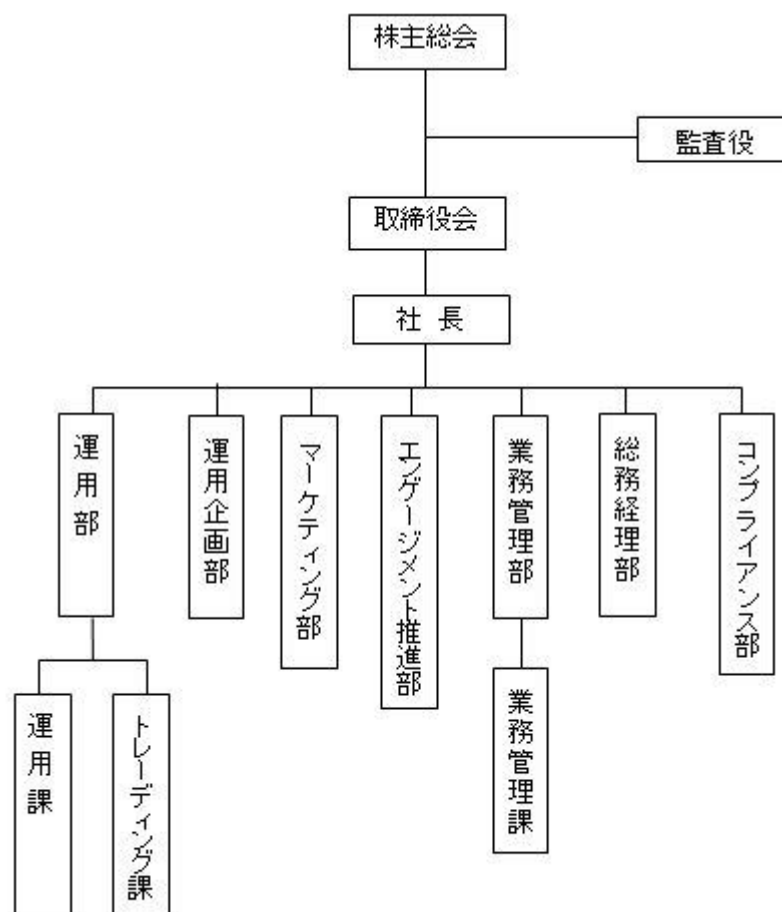 株主総会
監査役
取締役会
社 長
運用部
運用企画部
マーケティング部
エンゲージメント推進部
業務管理部
総務経理部
コンプライアンス部
運用課
トレーディング課
業務管理課